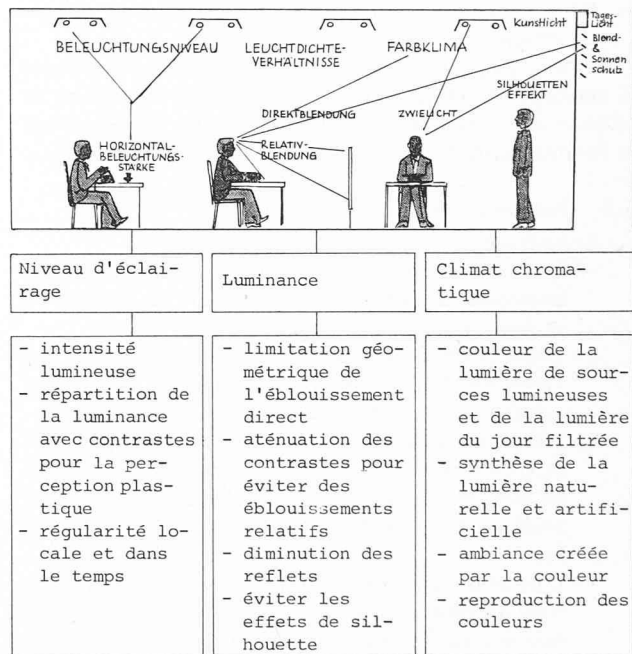 KUNSTLICHT
TAGES-
LICHT
BELEUCHTUNGSNIVEAU
LEUCHTDICHTE-
VERHÄLTNISSE
FARBKLIMA
BLEND-
&
SONNEN
SCHUTZ
SILHOUETTEN
EFFEKT
DIREKTBLENDUNG
ZWIELICHT
HORIZONTAL-
BELEUCHTUNGS-
STÄRKE
RELATIV-
BLENDUNG
Niveau d'éclai-
rage
- intensité
lumineuse
- répartition de
la luminance
avec contrastes
pour la per-
ception plas-
tique
- régularité lo-
cale et dans
le temps
Luminance
- limitation géo-
métrique de
l'éblouissement
direct
- aténuation des
contrastes pour
éviter des
éblouissements
relatifs
- diminution des
reflets
- éviter les
effets de sil-
houette
Climat chroma-
tique
- couleur de la
lumière de sour-
ces lumineuses
et de la lumière
du jour filtrée
- synthèse de la
lumière natu-
relle et artifi-
cielle
- ambiance créée
par la couleur
- reproduction des
couleurs